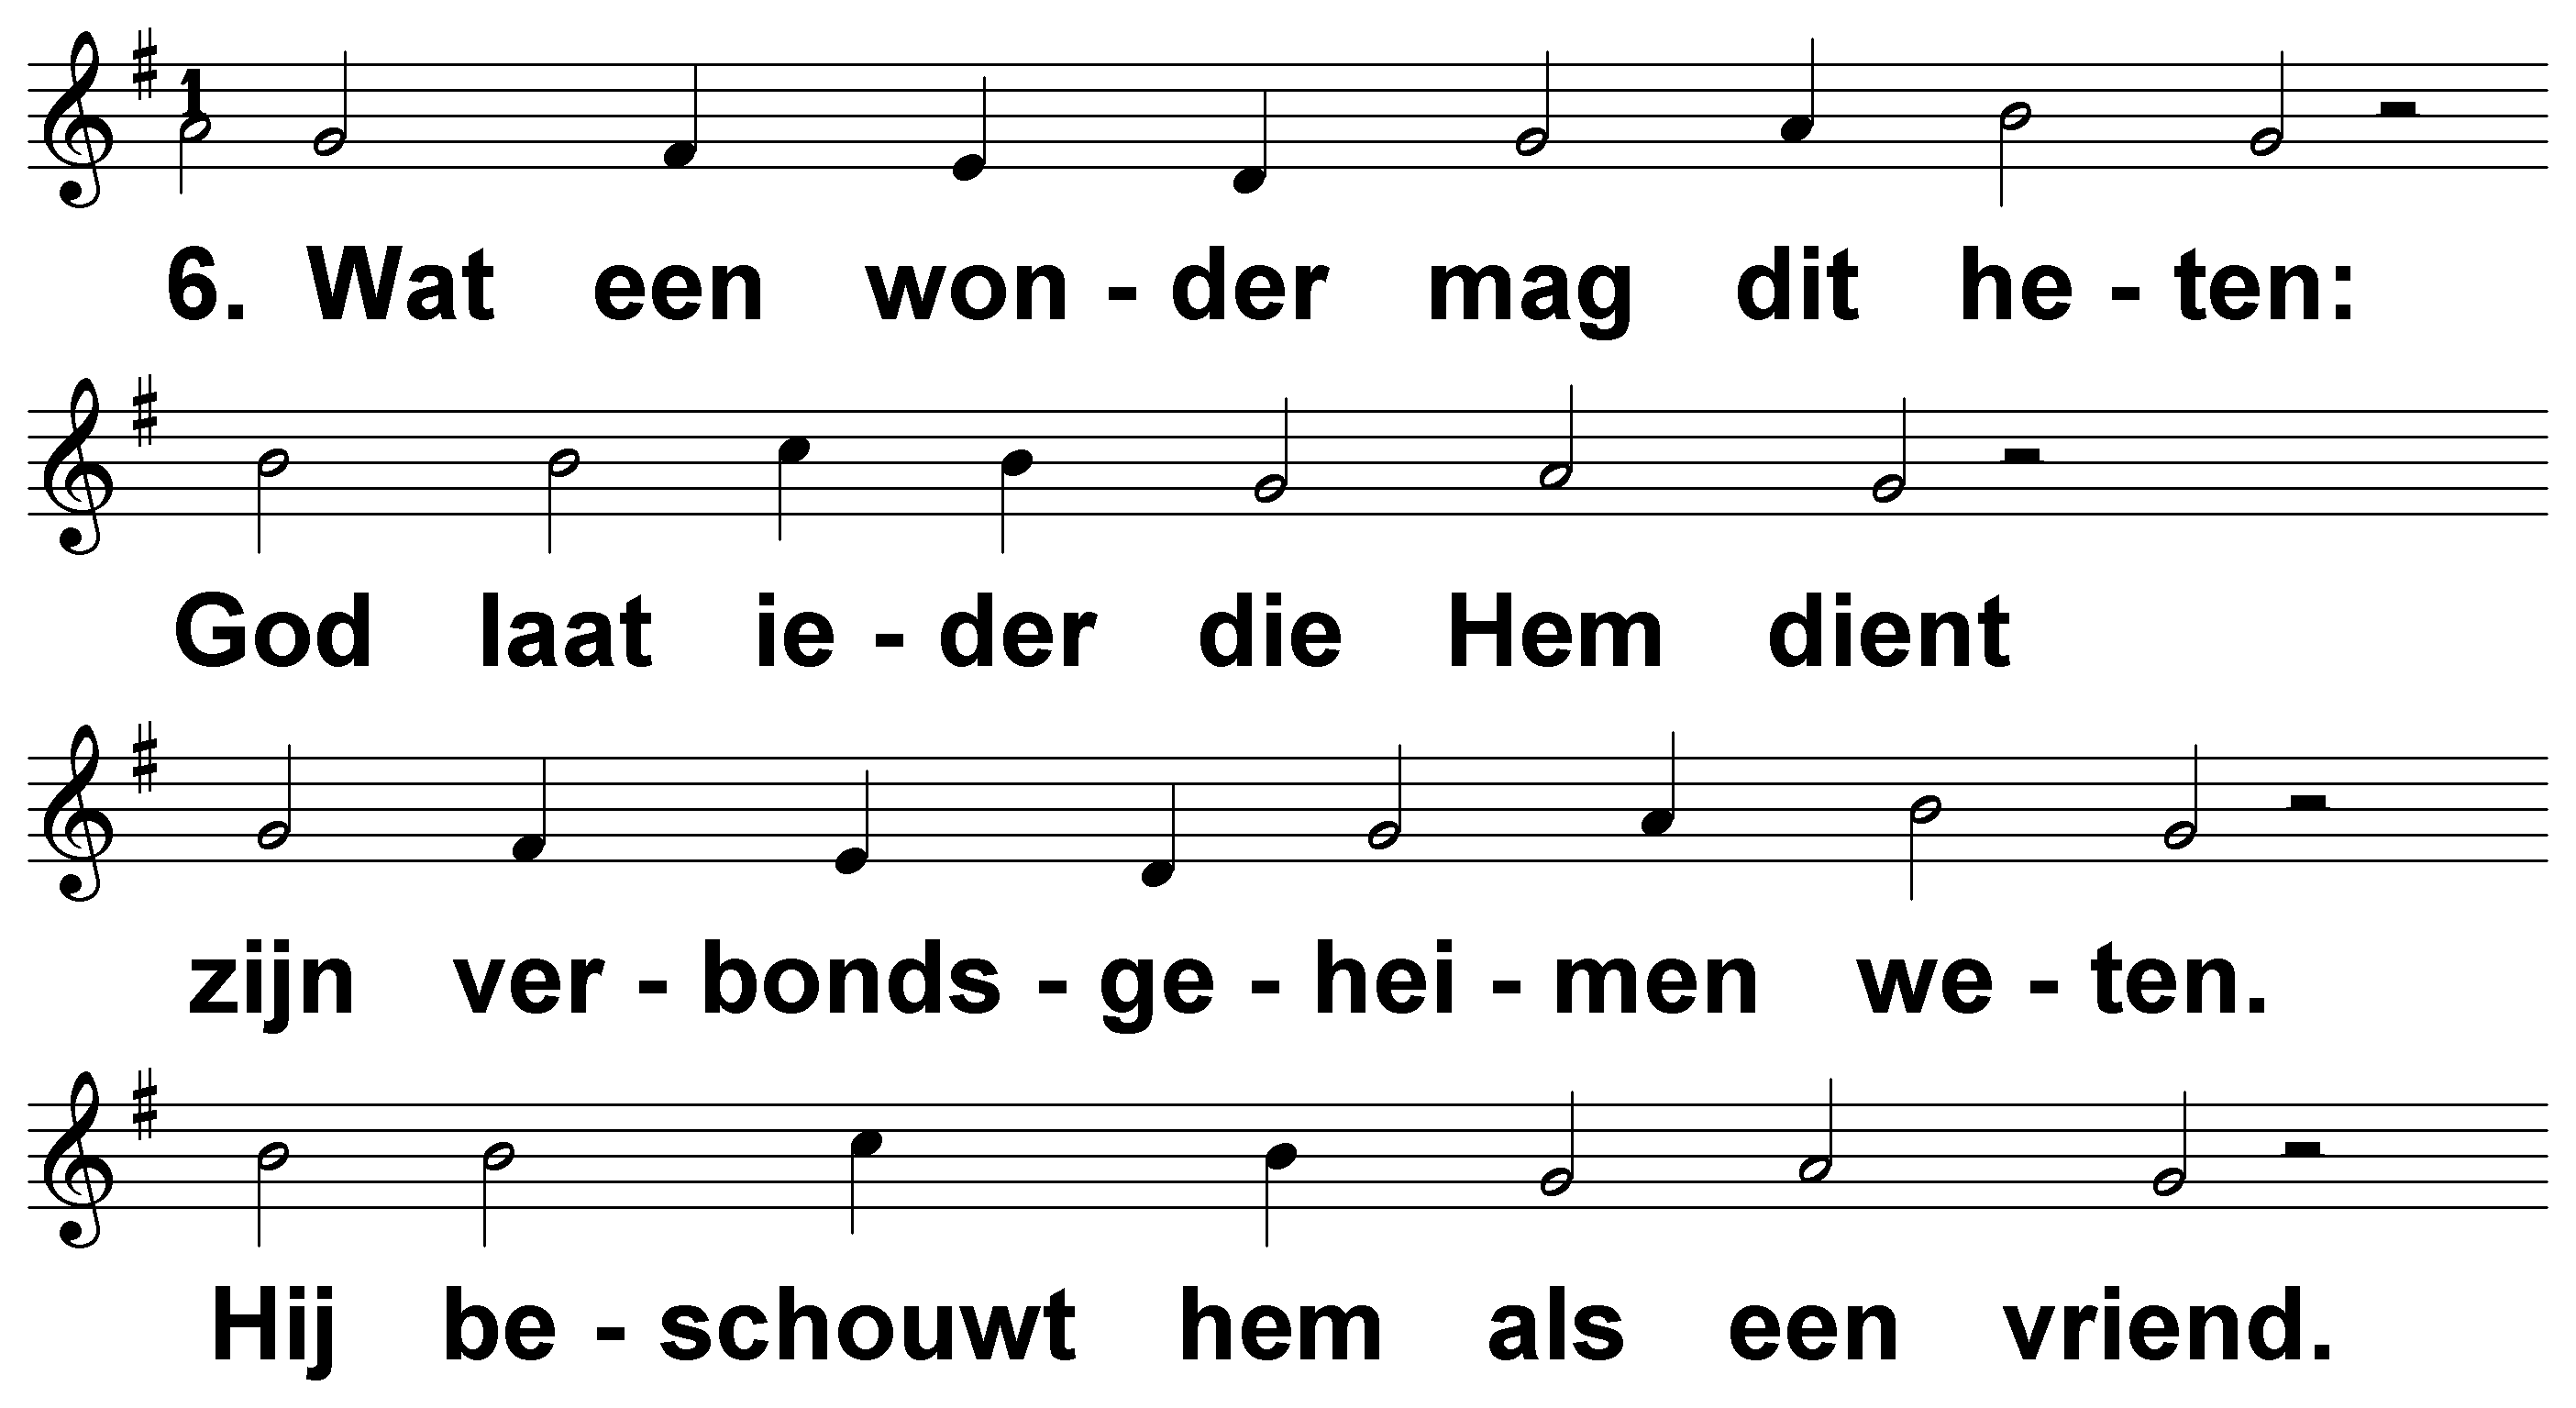 1
6. Wat een won - der mag dit he - ten:
God laat ie - der die Hem dient
zijn ver - bonds - ge - hei - men we - ten.
Hij be - schouwt hem als een vriend.